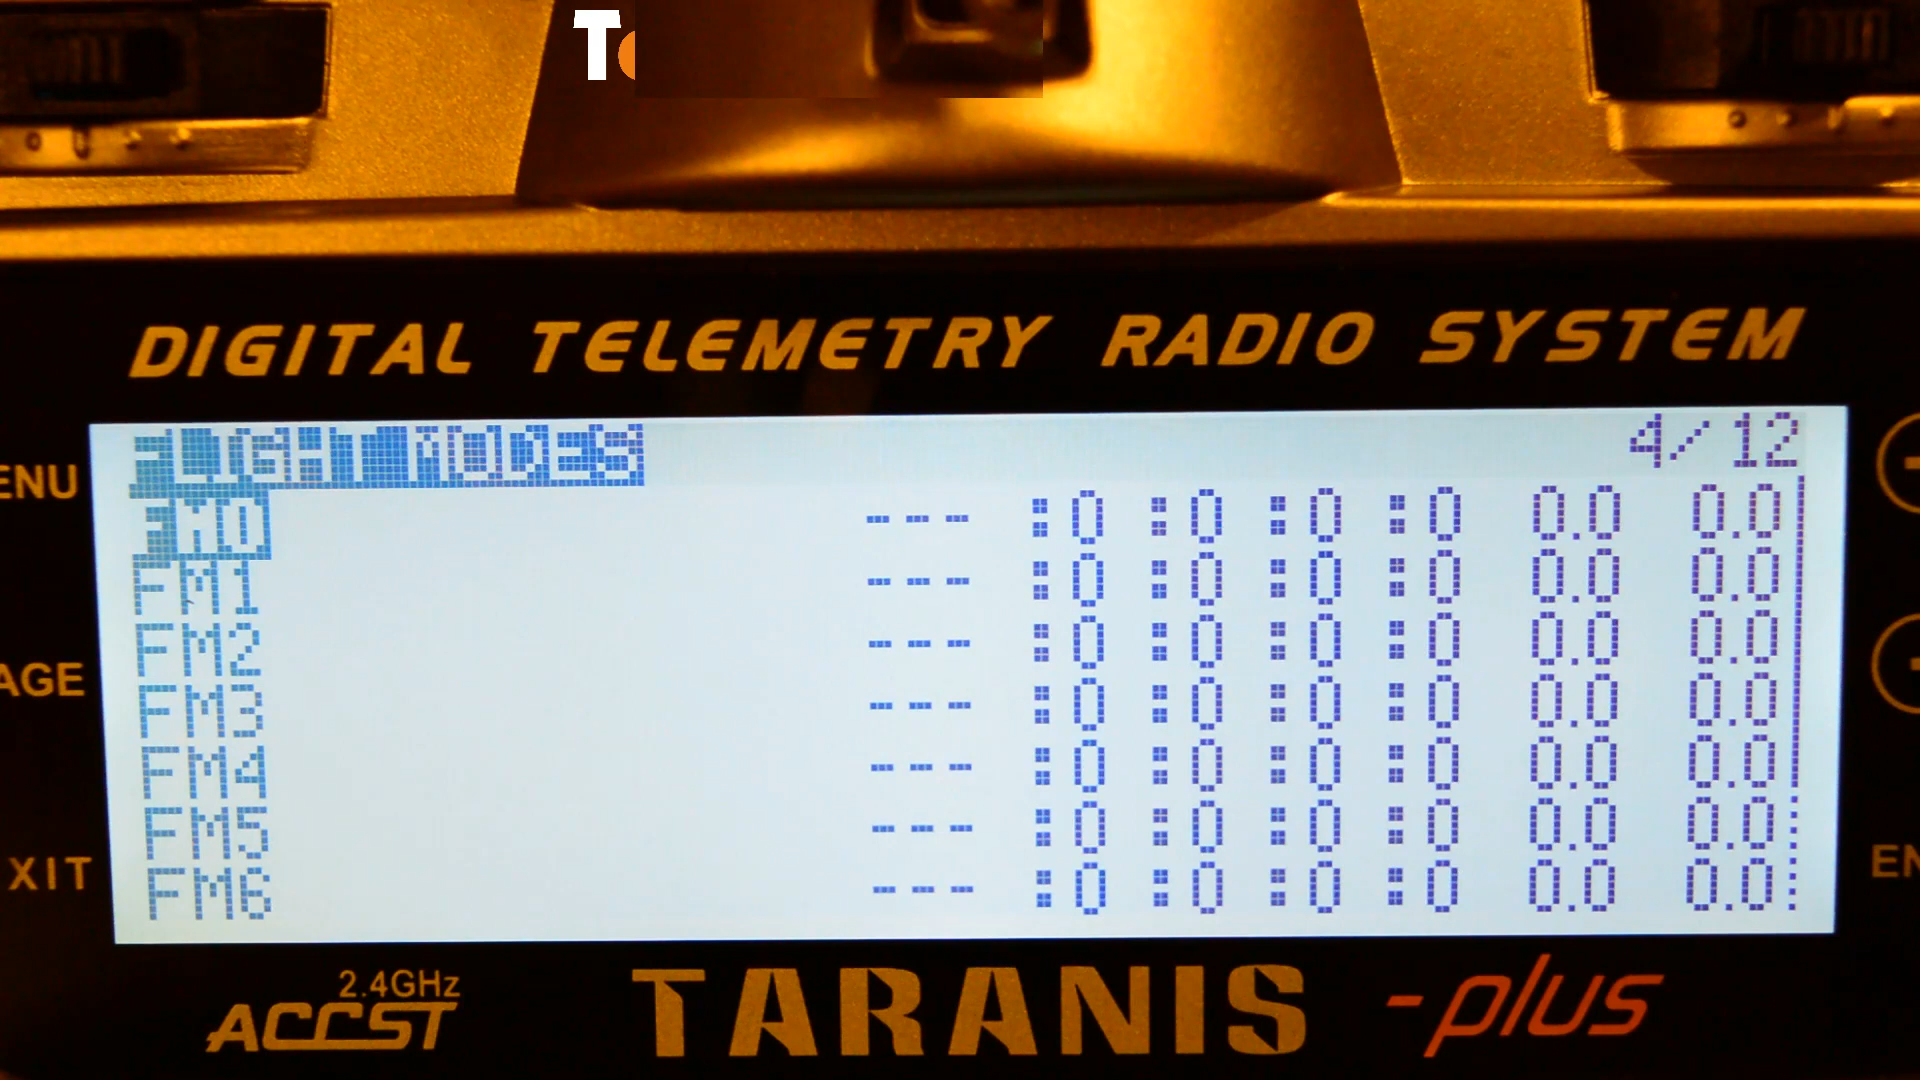 DIGITAL TELEMETRY RADIO SYSTEM
FLIGHT MODES 4/12
FM0 --- :0 :0 :0 :0 0.0 0.0
FM1 --- :0 :0 :0 :0 0.0 0.0
FM2 --- :0 :0 :0 :0 0.0 0.0
FM3 --- :0 :0 :0 :0 0.0 0.0
FM4 --- :0 :0 :0 :0 0.0 0.0
FM5 --- :0 :0 :0 :0 0.0 0.0
FM6 --- :0 :0 :0 :0 0.0 0.0
ENU
AGE
XIT
EN
2.4GHz
ACCST
TARANIS -plus